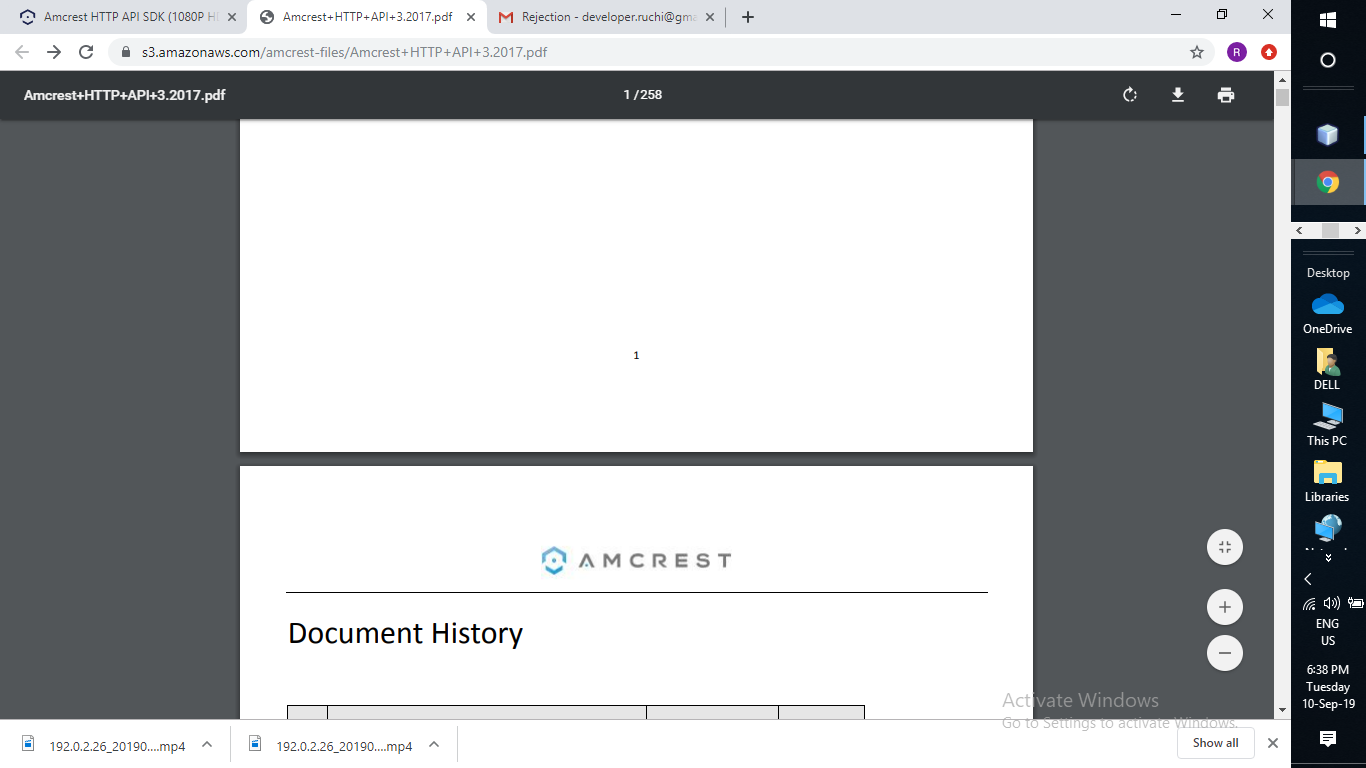 Amcrest HTTP API SDK (1080P H
Amcrest+HTTP+API+3.2017.pdf
Rejection - developer.ruchi@gma
s3.amazonaws.com/amcrest-files/Amcrest+HTTP+API+3.2017.pdf
R
Amcrest+HTTP+API+3.2017.pdf
1 / 258
1
AMCREST
Document History
Activate Windows
Go to Settings to activate Windows.
192.0.2.26_20190....mp4
192.0.2.26_20190....mp4
Show all
Desktop
OneDrive
DELL
This PC
Libraries
ENG
US
6:38 PM
Tuesday
10-Sep-19